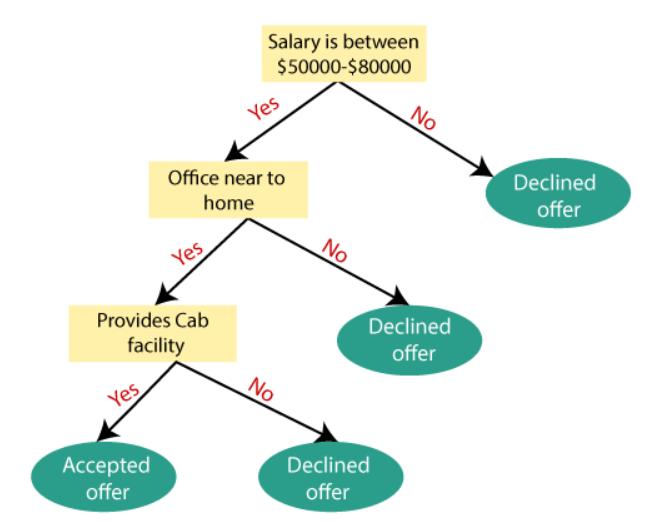 Salary is between
$50000-$80000
Yes
No
Office near to
home
Declined
offer
Yes
No
Provides Cab
facility
Declined
offer
Yes
No
Accepted
offer
Declined
offer